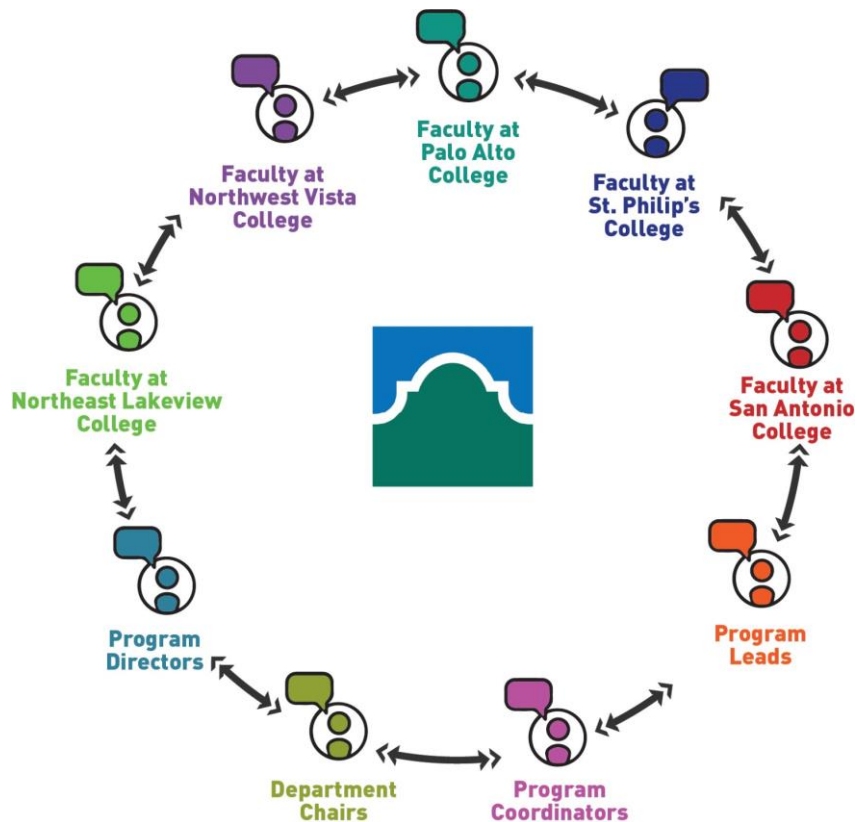 Faculty at
Palo Alto
College
Faculty at
Northwest Vista
College
Faculty at
St. Philip's
College
Faculty at
Northeast Lakeview
College
Faculty at
San Antonio
College
Program
Directors
Program
Leads
Department
Chairs
Program
Coordinators